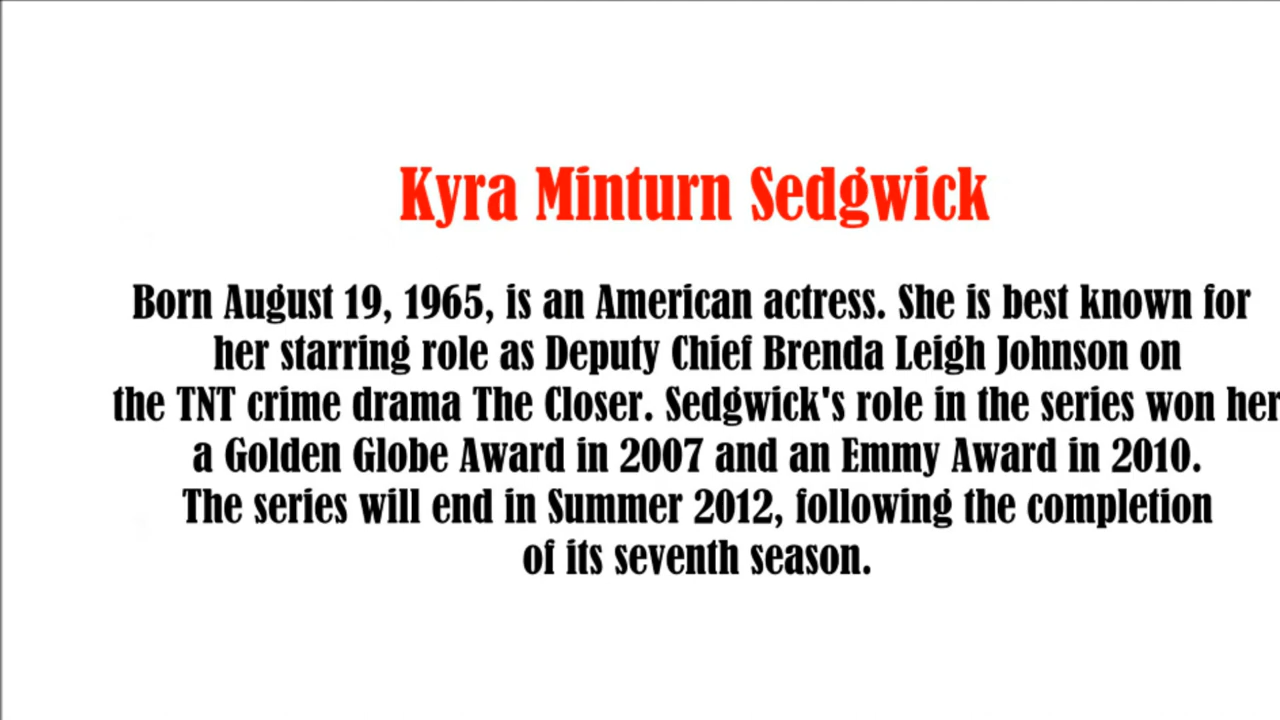 Kyra Minturn Sedgwick
Born August 19, 1965, is an American actress. She is best known for
her starring role as Deputy Chief Brenda Leigh Johnson on
the TNT crime drama The Closer. Sedgwick's role in the series won her
a Golden Globe Award in 2007 and an Emmy Award in 2010.
The series will end in Summer 2012, following the completion
of its seventh season.